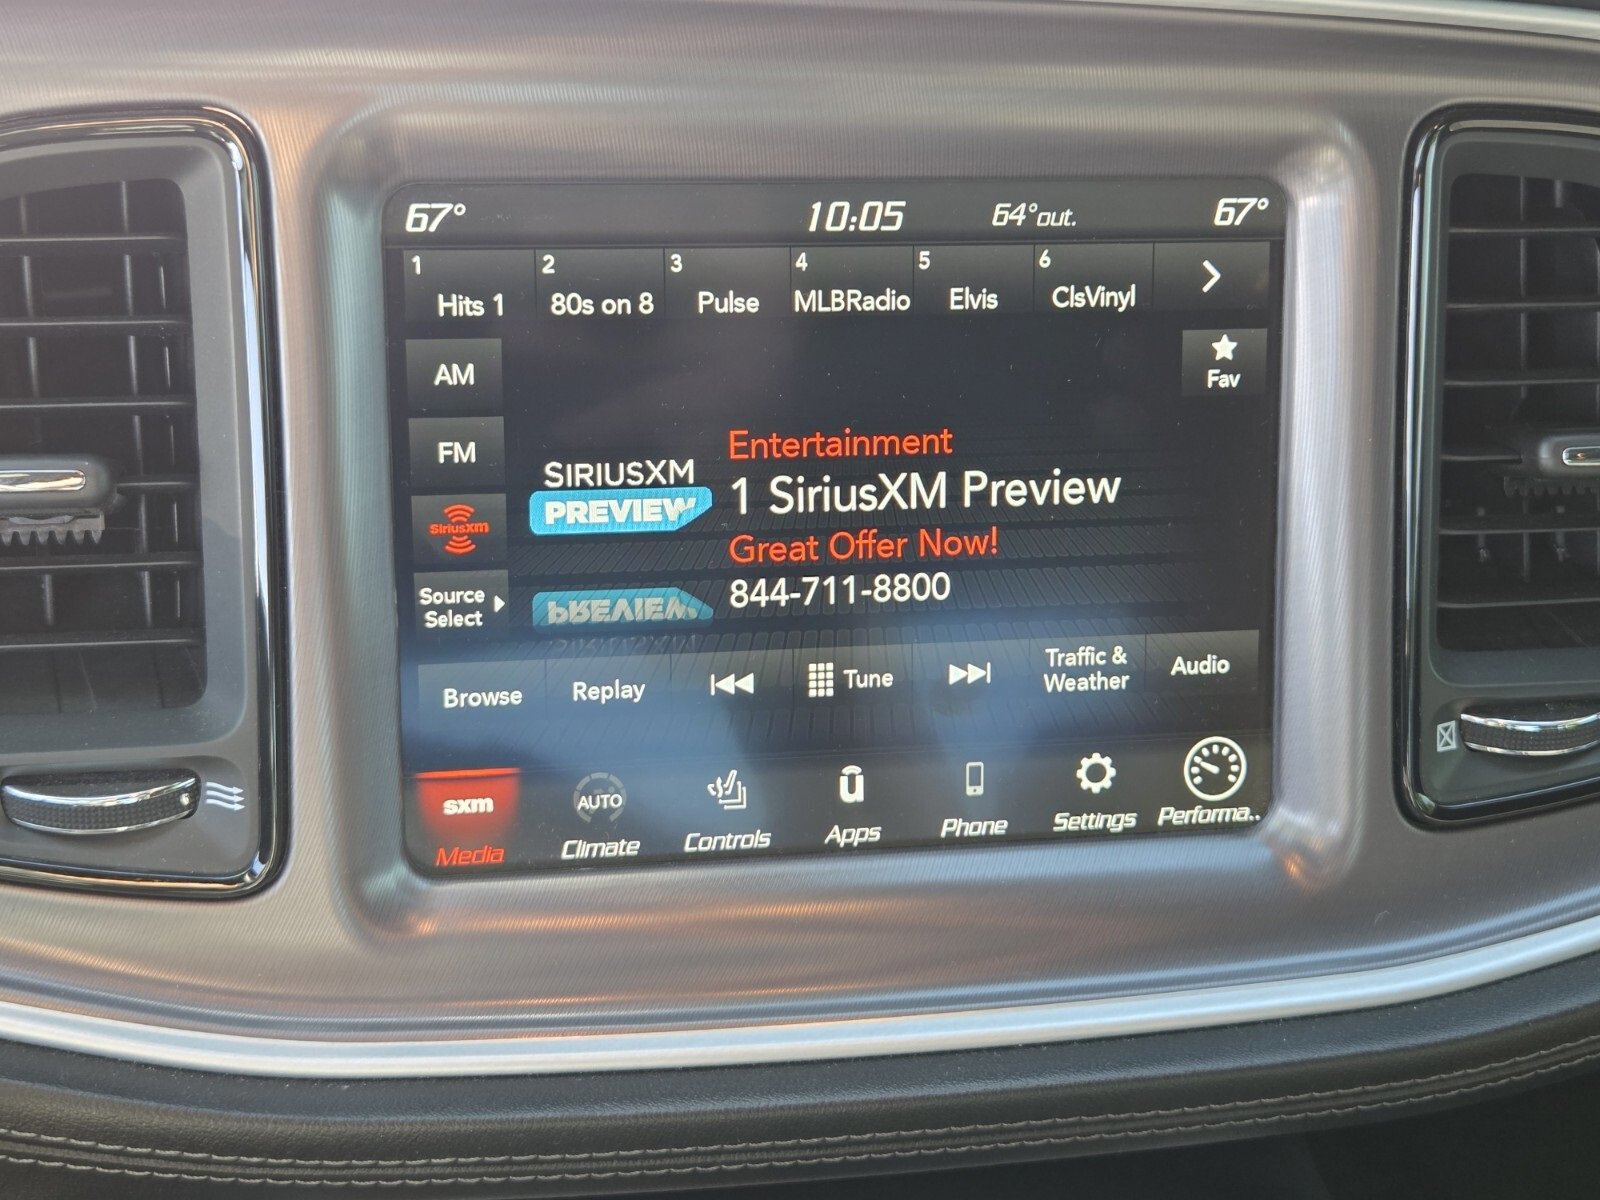 67° 10:05 64°out. 67°
1 2 3 4 5 6
Hits 1 80s on 8 Pulse MLBRadio Elvis ClsVinyl
AM
Fav
FM
Entertainment
SIRIUSXM
PREVIEW
1 SiriusXM Preview
SiriusXm
Great Offer Now!
Source
Select
844-711-8800
Browse Replay Tune Traffic &
Weather
Audio
sxm
AUTO
Media Climate Controls Apps Phone Settings Performa..